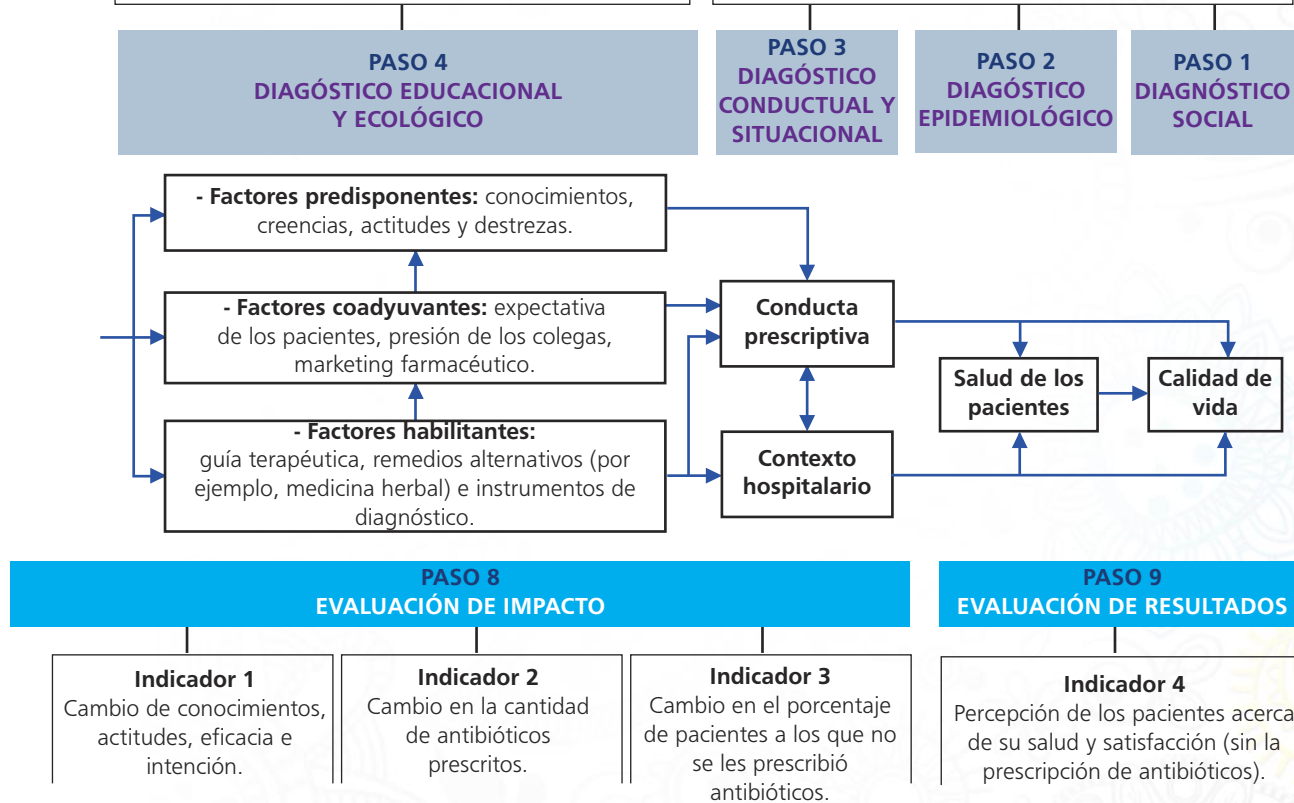 PASO 4
DIAGÓSTICO EDUCACIONAL
Y ECOLÓGICO
PASO 3
DIAGÓSTICO
CONDUCTUAL Y
SITUACIONAL
PASO 2
DIAGÓSTICO
EPIDEMIOLÓGICO
PASO 1
DIAGNÓSTICO
SOCIAL
- Factores predisponentes: conocimientos,
creencias, actitudes y destrezas.
- Factores coadyuvantes: expectativa
de los pacientes, presión de los colegas,
marketing farmacéutico.
- Factores habilitantes:
guía terapéutica, remedios alternativos (por
ejemplo, medicina herbal) e instrumentos de
diagnóstico.
Conducta
prescriptiva
Contexto
hospitalario
Salud de los
pacientes
Calidad de
vida
PASO 8
EVALUACIÓN DE IMPACTO
PASO 9
EVALUACIÓN DE RESULTADOS
Indicador 1
Cambio de conocimientos,
actitudes, eficacia e
intención.
Indicador 2
Cambio en la cantidad
de antibióticos
prescritos.
Indicador 3
Cambio en el porcentaje
de pacientes a los que no
se les prescribió
antibióticos.
Indicador 4
Percepción de los pacientes acerca
de su salud y satisfacción (sin la
prescripción de antibióticos).